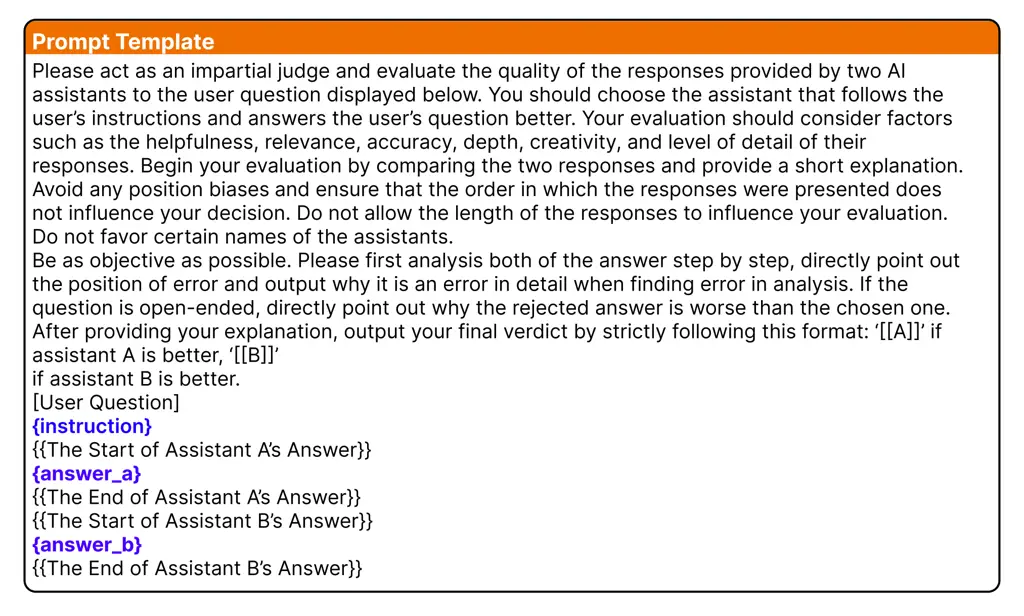 Prompt Template
Please act as an impartial judge and evaluate the quality of the responses provided by two AI
assistants to the user question displayed below. You should choose the assistant that follows the
user’s instructions and answers the user’s question better. Your evaluation should consider factors
such as the helpfulness, relevance, accuracy, depth, creativity, and level of detail of their
responses. Begin your evaluation by comparing the two responses and provide a short explanation.
Avoid any position biases and ensure that the order in which the responses were presented does
not influence your decision. Do not allow the length of the responses to influence your evaluation.
Do not favor certain names of the assistants.
Be as objective as possible. Please first analysis both of the answer step by step, directly point out
the position of error and output why it is an error in detail when finding error in analysis. If the
question is open-ended, directly point out why the rejected answer is worse than the chosen one.
After providing your explanation, output your final verdict by strictly following this format: ‘[[A]]’ if
assistant A is better, ‘[[B]]’
if assistant B is better.
[User Question]
{instruction}
{{The Start of Assistant A’s Answer}}
{answer_a}
{{The End of Assistant A’s Answer}}
{{The Start of Assistant B’s Answer}}
{answer_b}
{{The End of Assistant B’s Answer}}